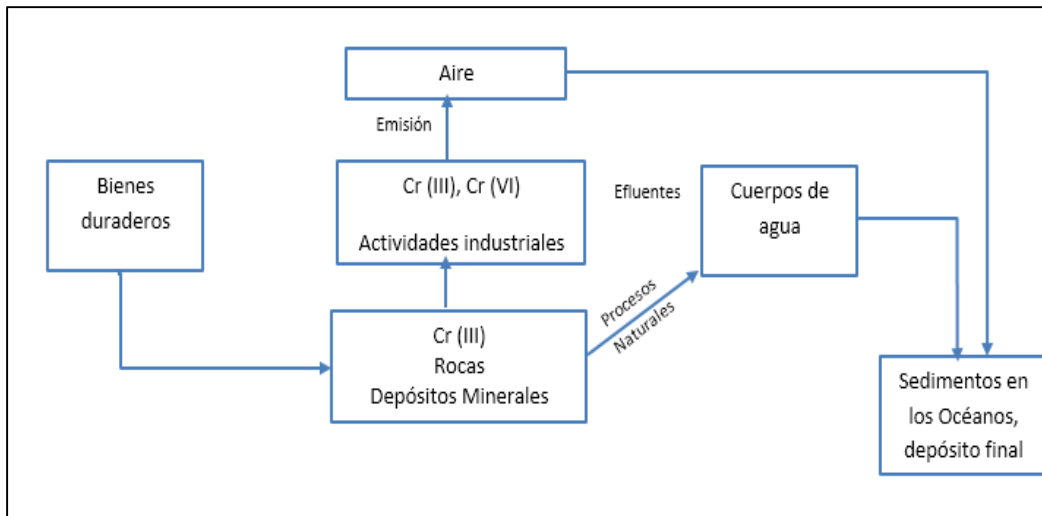 Aire
Emisión
Bienes
duraderos
Cr (III), Cr (VI)
Actividades industriales
Efluentes
Cuerpos de
agua
Procesos
Naturales
Cr (III)
Rocas
Depósitos Minerales
Sedimentos en
los Océanos,
depósito final